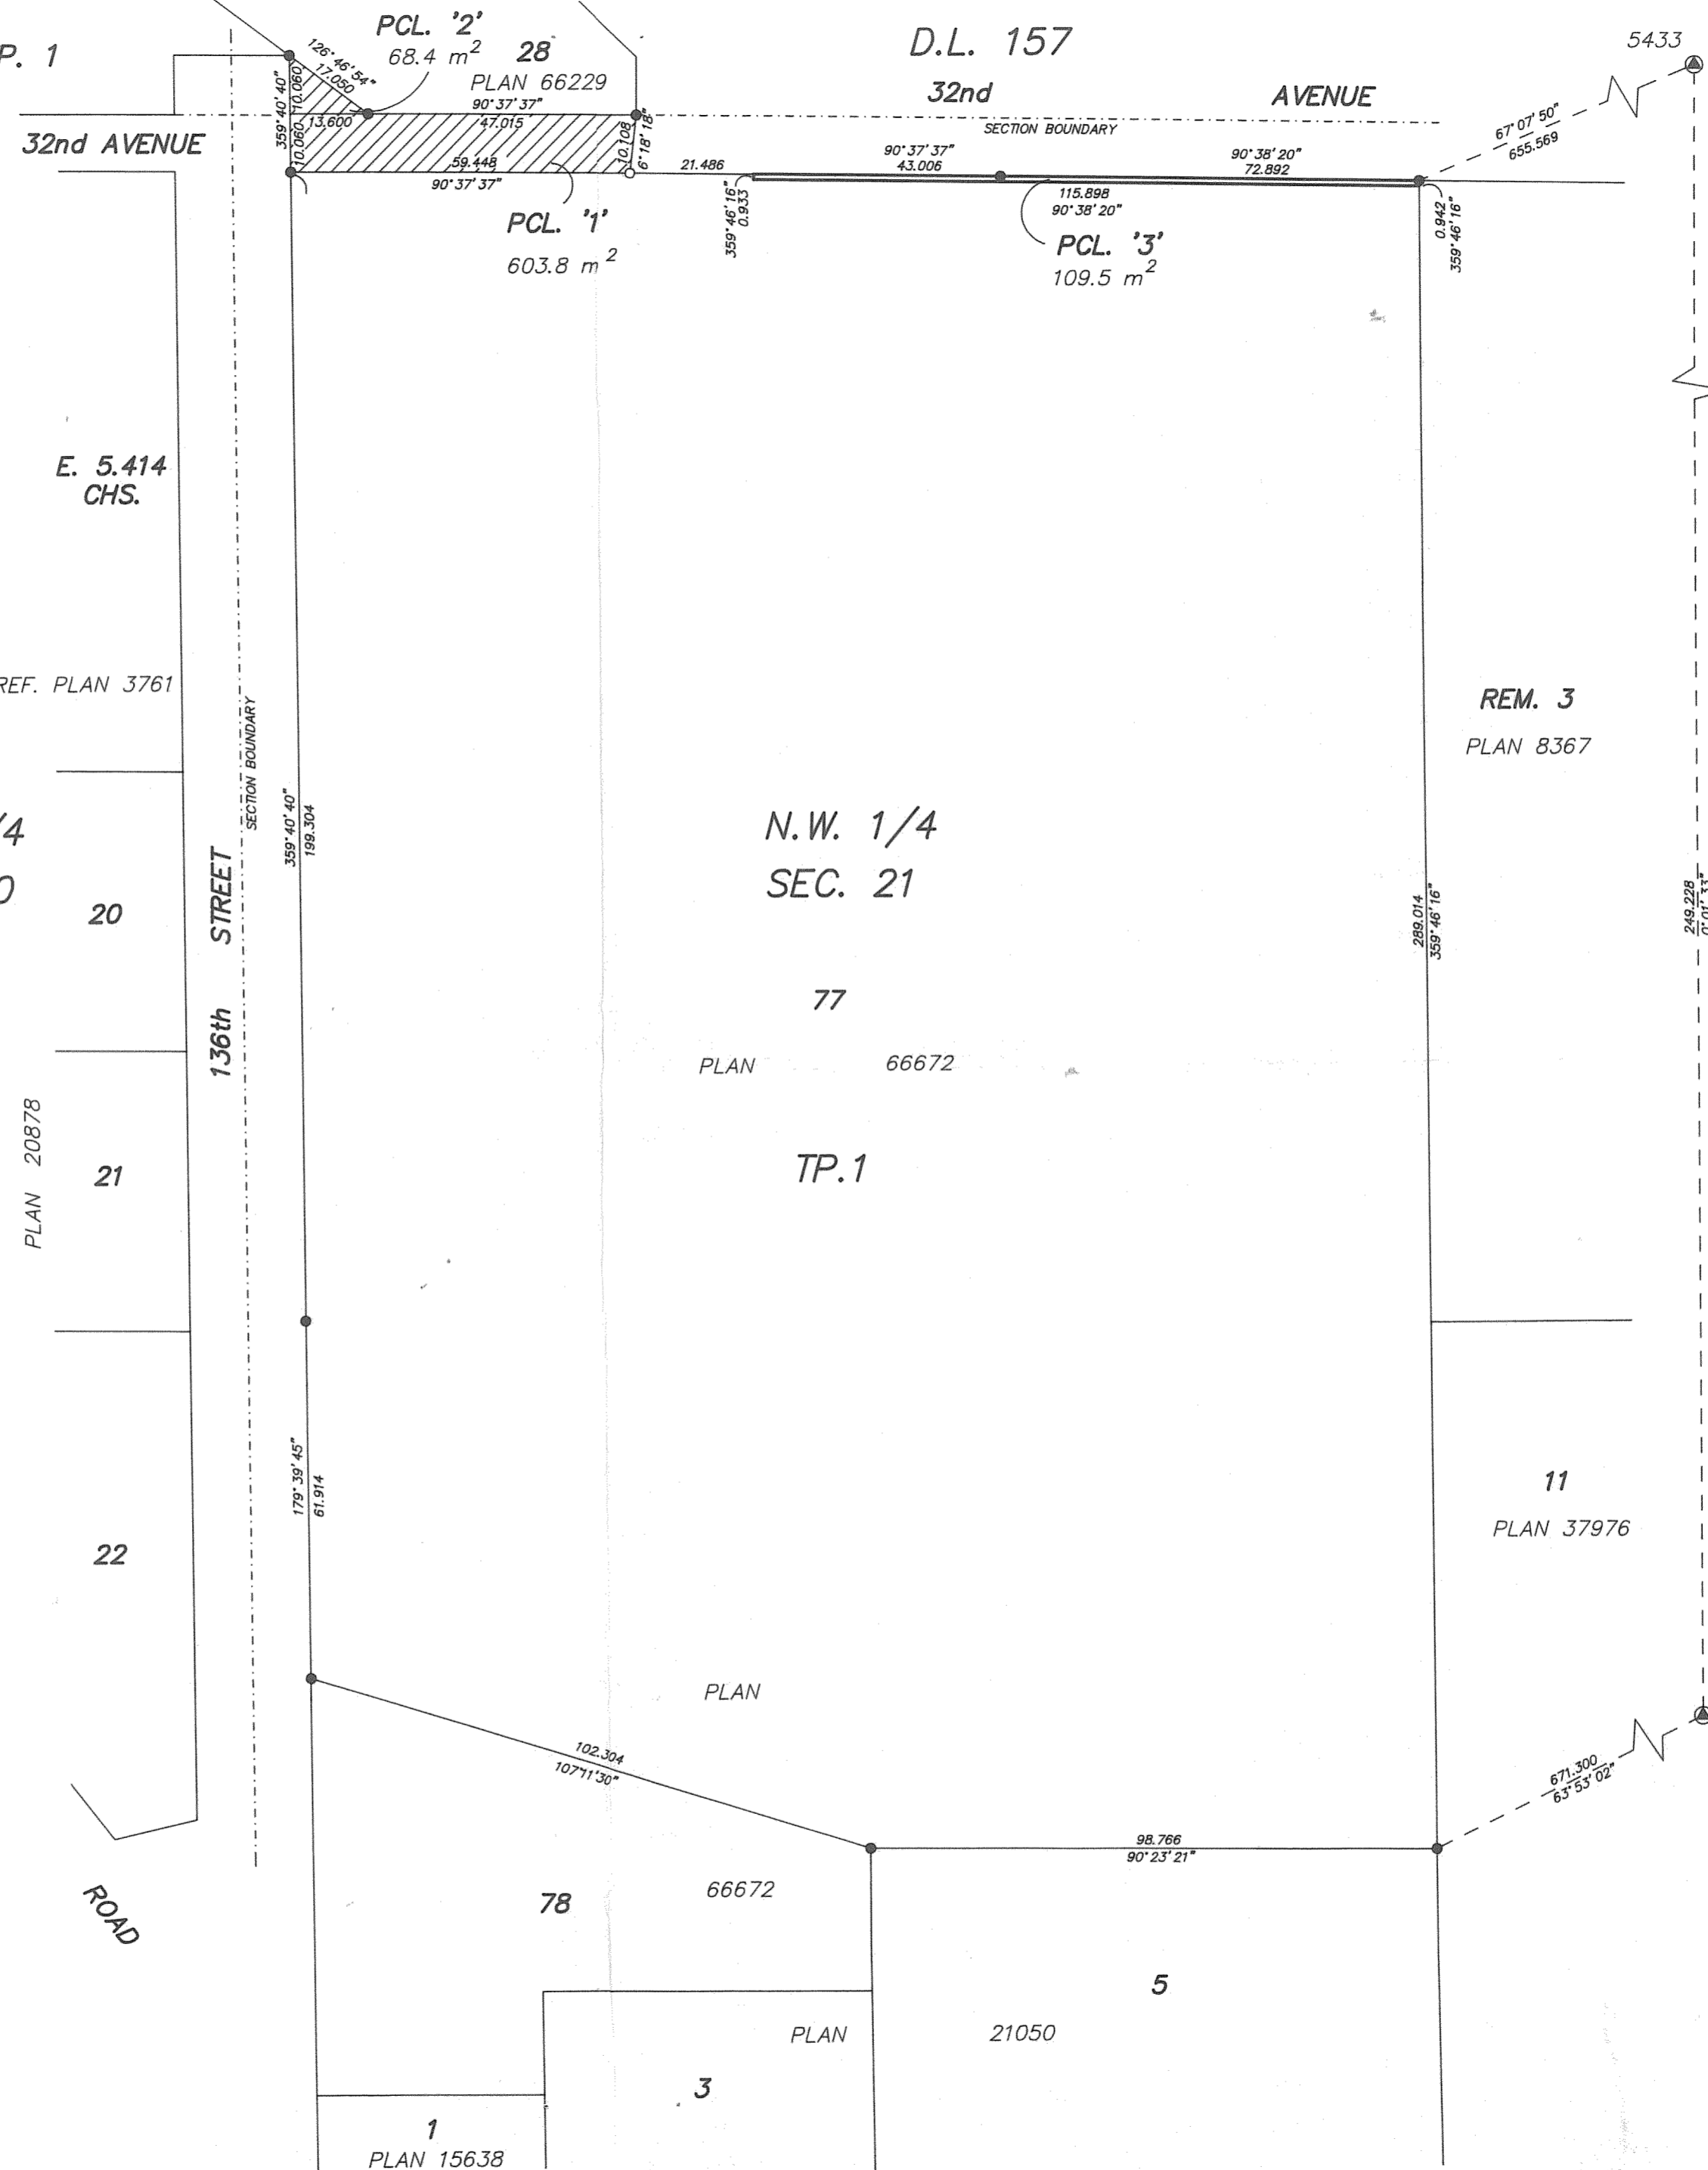 PCL. '2'
68.4 m2
28
PLAN 66229
D.L. 157
32nd AVENUE
SECTION BOUNDARY
5433
P. 1
32nd AVENUE
126°46'54"
17.050
359°40'40"
10.060
10.060
13.600
90°37'37"
47.015
59.448
90°37'37"
10.108
6°18'18"
21.486
90°37'37"
43.006
90°38'20"
72.892
67°07'50"
655.569
359°46'16"
0.933
115.898
90°38'20"
0.942
359°46'16"
PCL. '1'
603.8 m2
PCL. '3'
109.5 m2
E. 5.414
CHS.
REF. PLAN 3761
SECTION BOUNDARY
REM. 3
PLAN 8367
359°40'40"
199.304
N.W. 1/4
SEC. 21
/4
0
20
136th STREET
289.014
359°46'16"
249.228
0°01'33"
77
PLAN 66672
TP.1
PLAN 20878
21
179°39'45"
61.914
11
PLAN 37976
22
PLAN
102.304
107°11'30"
671.300
63°53'02"
98.766
90°23'21"
ROAD
78
66672
5
PLAN 21050
3
1
PLAN 15638